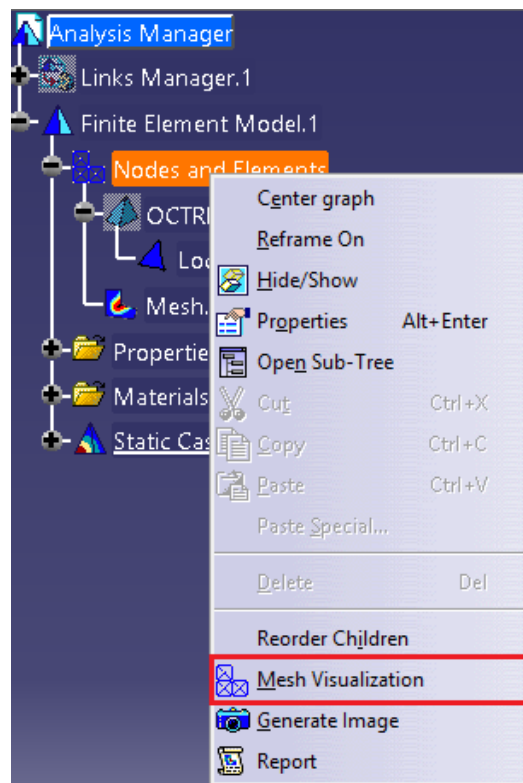 Analysis Manager
Links Manager.1
Finite Element Model.1
Nodes and Elements
OCTR
Loc
Mesh.
Propertie
Materials
Static Cas
Center graph
Reframe On
Hide/Show
Properties Alt+Enter
Open Sub-Tree
Cut Ctrl+X
Copy Ctrl+C
Paste Ctrl+V
Paste Special...
Delete Del
Reorder Children
Mesh Visualization
Generate Image
Report